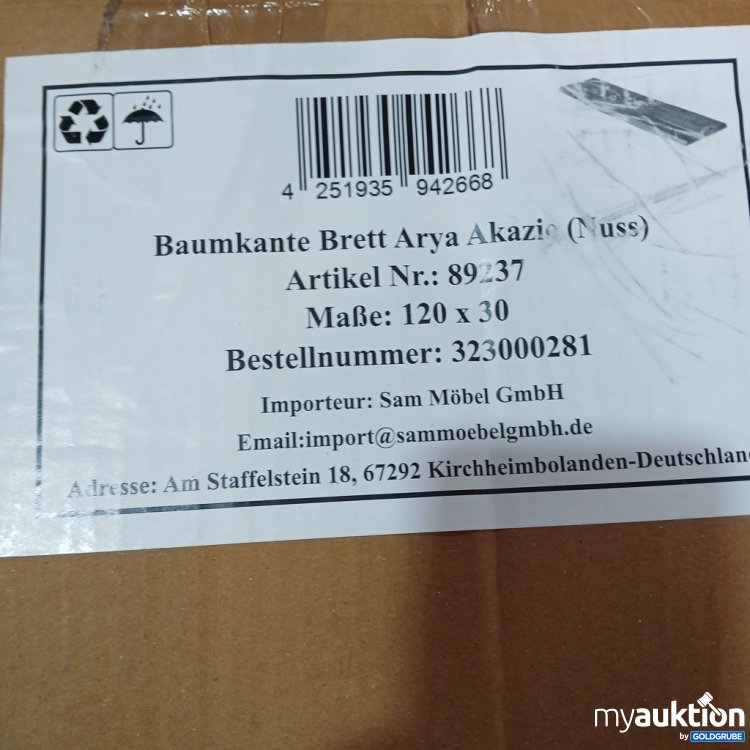 4 251935 942668
Baumkante Brett Arya Akazie (Nuss)
Artikel Nr.: 89237
Maße: 120 x 30
Bestellnummer: 323000281
Importeur: Sam Möbel GmbH
Email:import@sammoebelgmbh.de
Adresse: Am Staffelstein 18, 67292 Kirchheimbolanden-Deutschlan
myauktion
by GOLDGRUBE